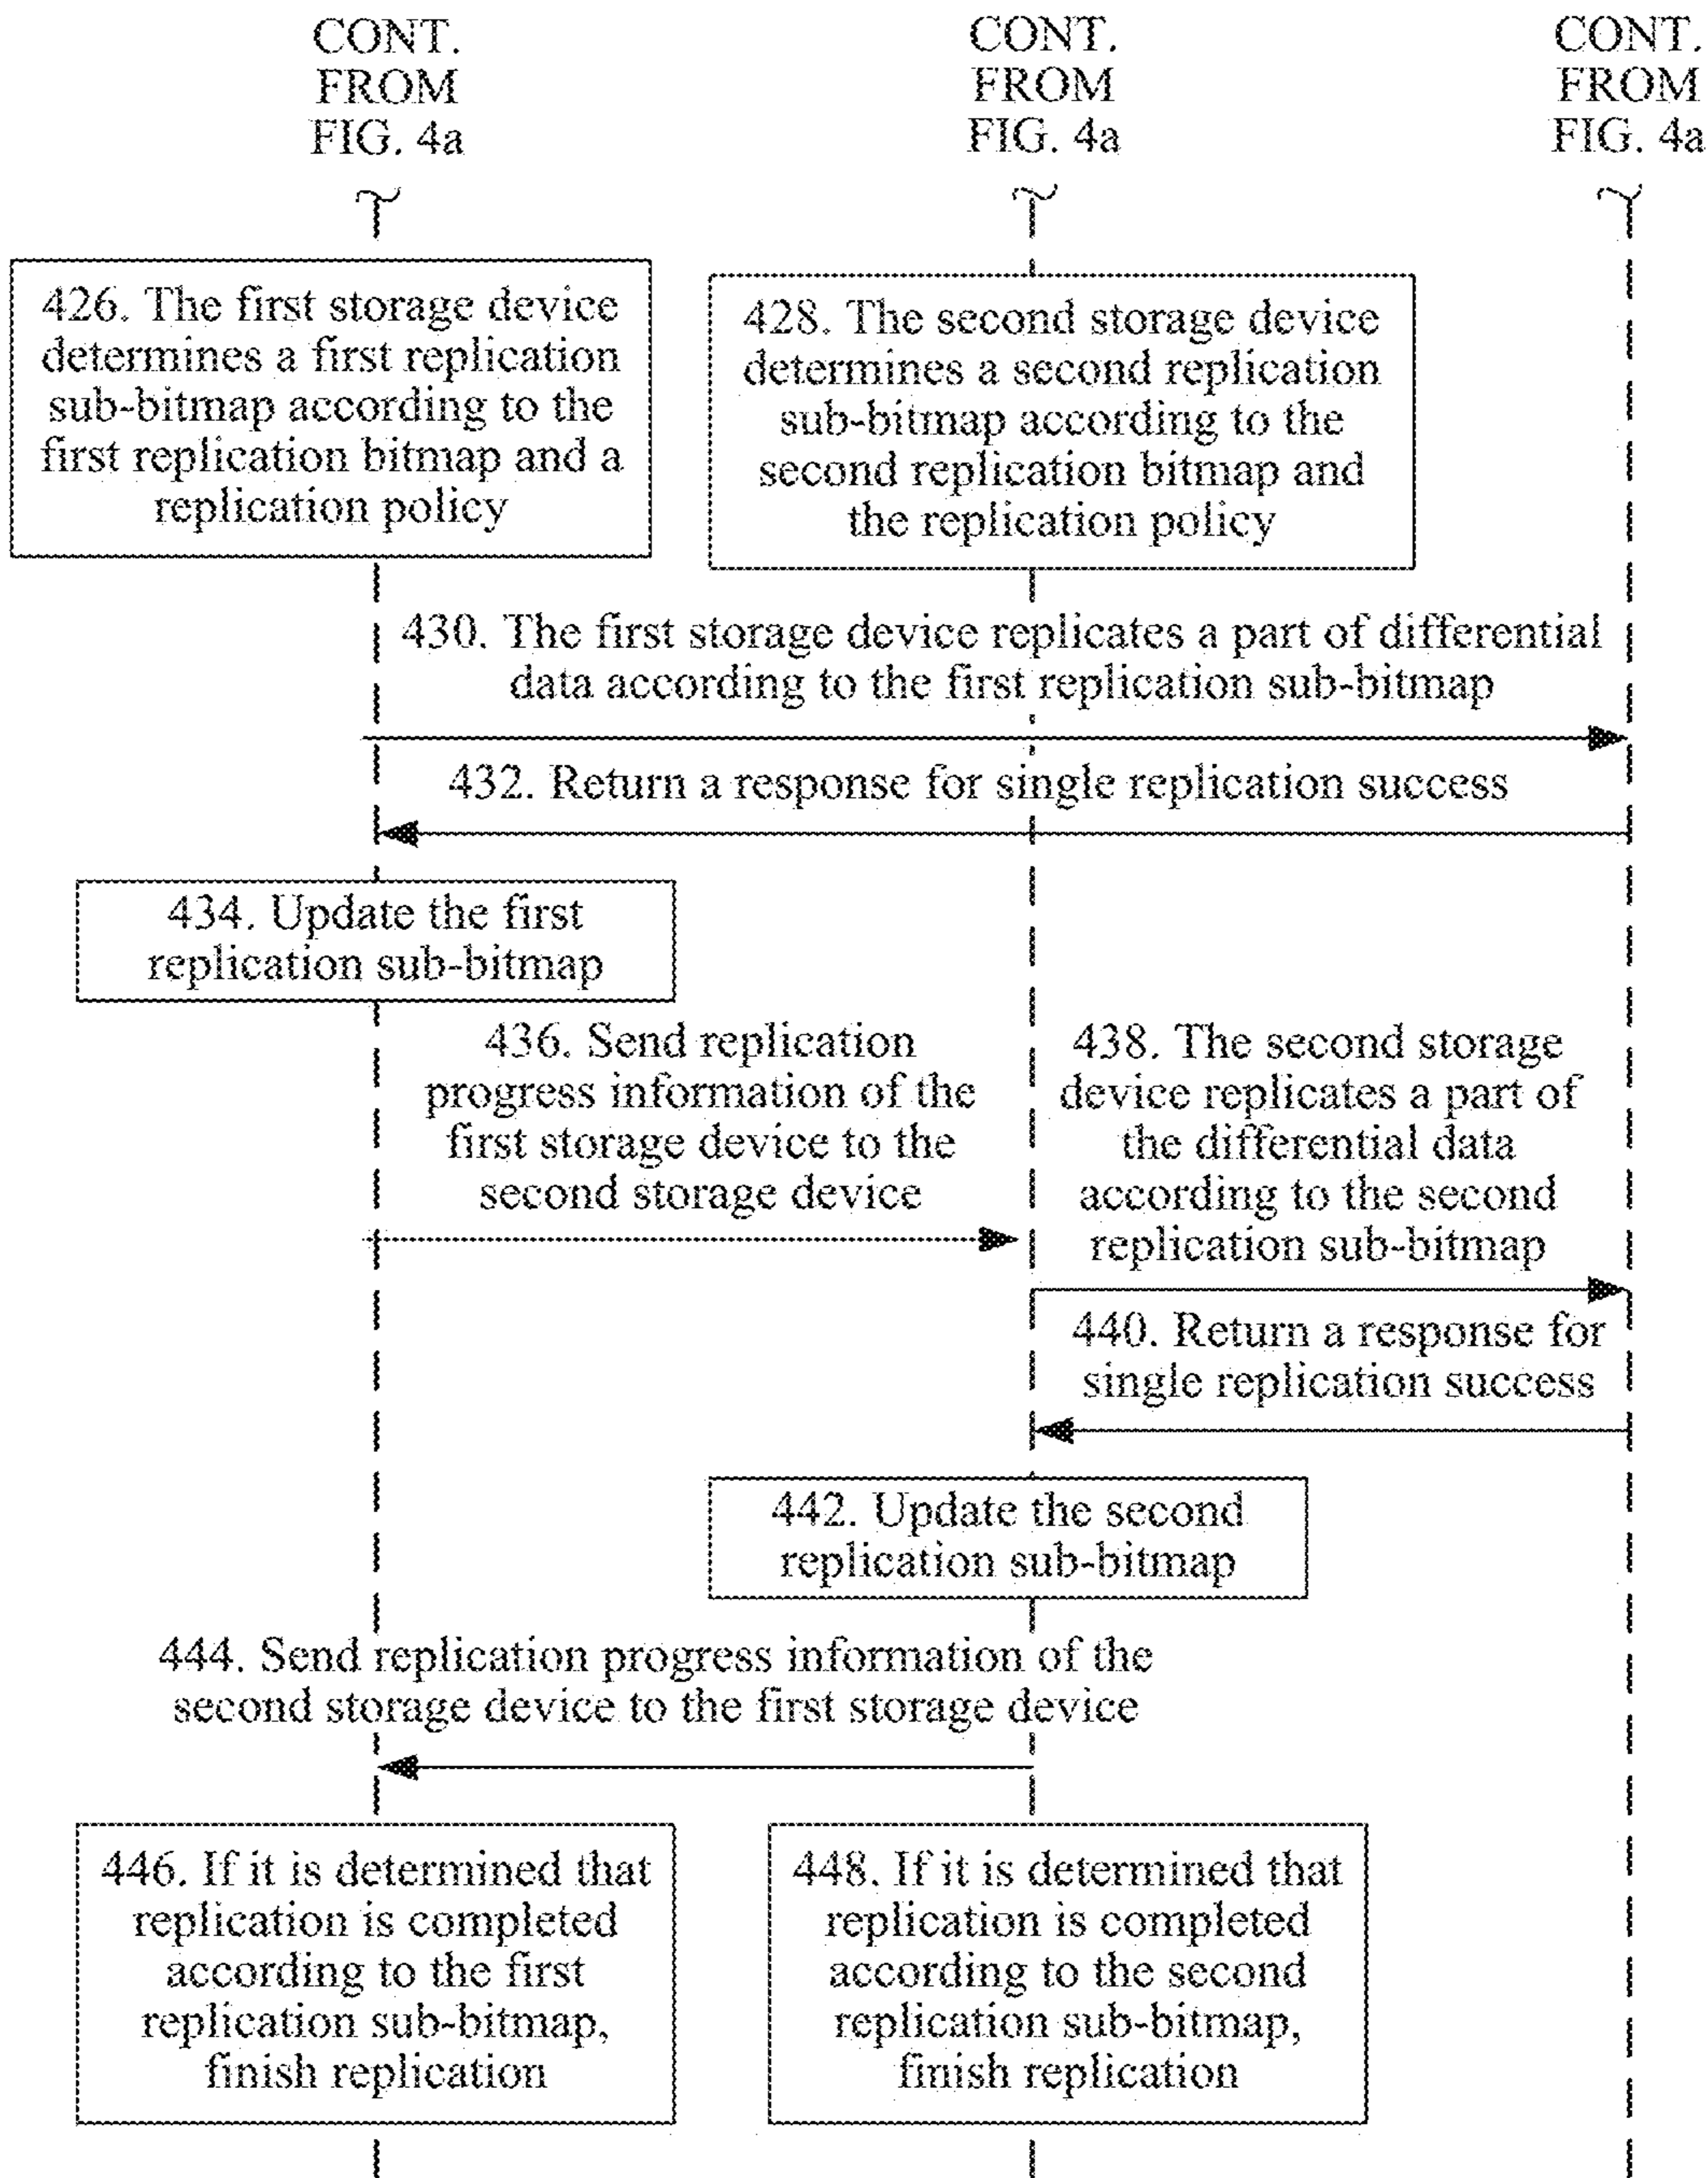 CONT.
FROM
FIG. 4a
CONT.
FROM
FIG. 4a
CONT.
FROM
FIG. 4a
426. The first storage device
determines a first replication
sub-bitmap according to the
first replication bitmap and a
replication policy
428. The second storage device
determines a second replication
sub-bitmap according to the
second replication bitmap and
the replication policy
430. The first storage device replicates a part of differential
data according to the first replication sub-bitmap
432. Return a response for single replication success
434. Update the first
replication sub-bitmap
436. Send replication
progress information of the
first storage device to the
second storage device
438. The second storage
device replicates a part of
the differential data
according to the second
replication sub-bitmap
440. Return a response for
single replication success
442. Update the second
replication sub-bitmap
444. Send replication progress information of the
second storage device to the first storage device
446. If it is determined that
replication is completed
according to the first
replication sub-bitmap,
finish replication
448. If it is determined that
replication is completed
according to the second
replication sub-bitmap,
finish replication